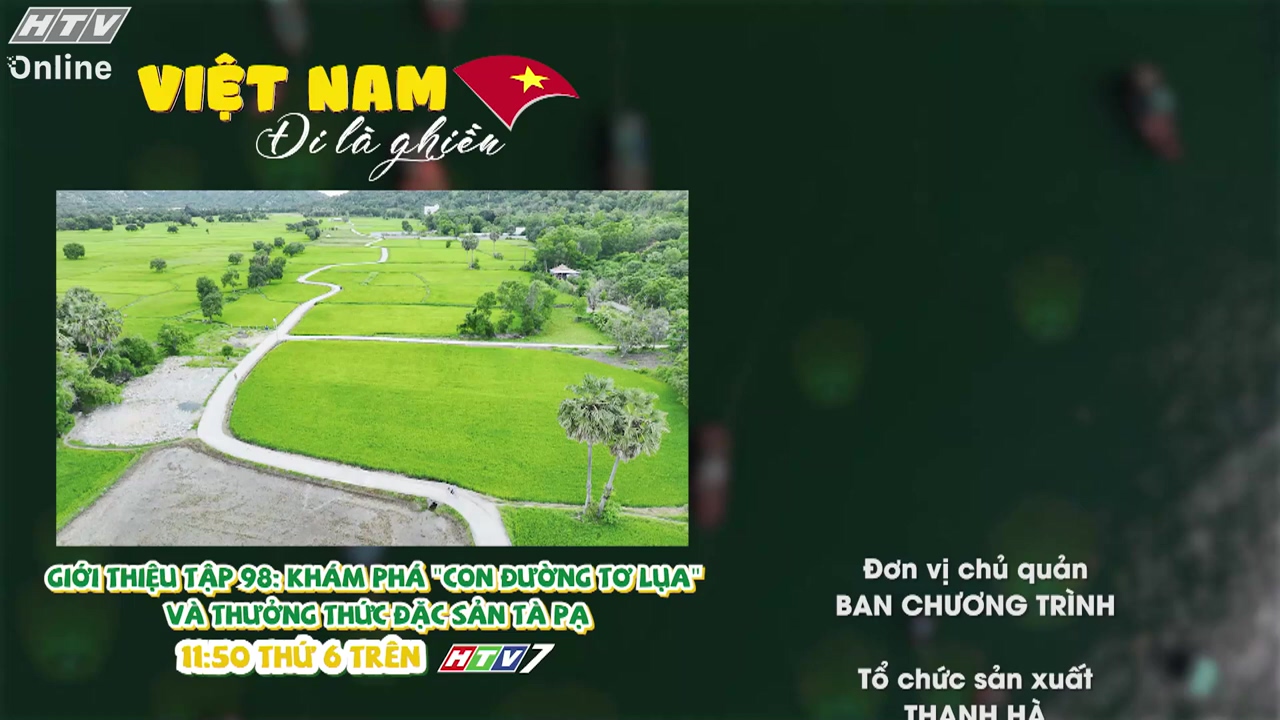 HTV
Online
VIỆT NAM
Đi là ghiền
GIỚI THIỆU TẬP 98: KHÁM PHÁ "CON ĐƯỜNG TƠ LỤA"
VÀ THƯỞNG THỨC ĐẶC SẢN TÀ PẠ
11:50 THỨ 6 TRÊN HTV7
Đơn vị chủ quản
BAN CHƯƠNG TRÌNH
Tổ chức sản xuất
THANH HÀ